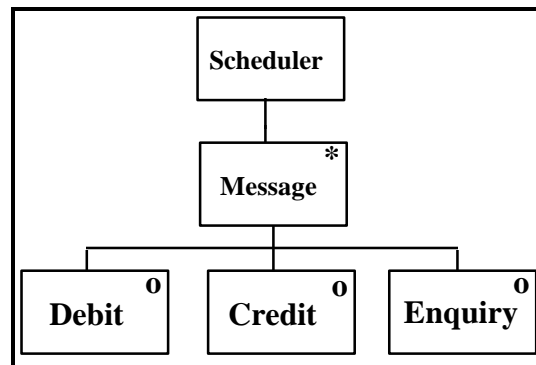 Scheduler
*
Message
o
o
o
Debit
Credit
Enquiry